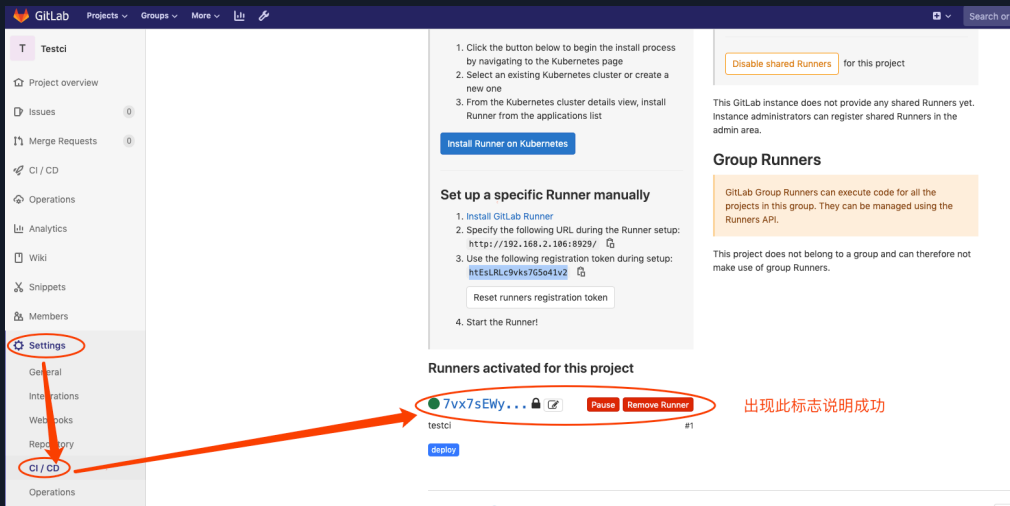 GitLab Projects Groups More Search or
T Testci
Project overview
Issues 0
Merge Requests 0
CI / CD
Operations
Analytics
Wiki
Snippets
Members
Settings
General
Integrations
Webhooks
Repository
CI / CD
Operations
1. Click the button below to begin the install process
by navigating to the Kubernetes page
2. Select an existing Kubernetes cluster or create a
new one
3. From the Kubernetes cluster details view, install
Runner from the applications list
Install Runner on Kubernetes
Set up a specific Runner manually
1. Install GitLab Runner
2. Specify the following URL during the Runner setup:
http://192.168.2.106:8929/
3. Use the following registration token during setup:
htEsLRLc9vks7G5o41v2
Reset runners registration token
4. Start the Runner!
Runners activated for this project
7vx7sEWy... Pause Remove Runner
testci #1
deploy
出现此标志说明成功
Disable shared Runners for this project
This GitLab instance does not provide any shared Runners yet.
Instance administrators can register shared Runners in the
admin area.
Group Runners
GitLab Group Runners can execute code for all the
projects in this group. They can be managed using the
Runners API.
This project does not belong to a group and can therefore not
make use of group Runners.